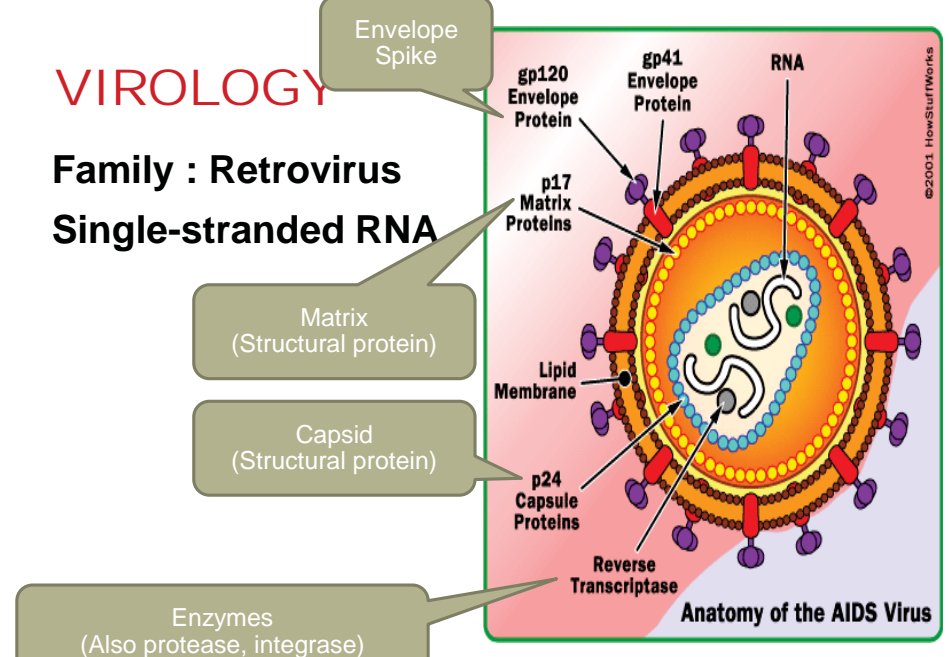 VIROLOGY
Family : Retrovirus
Single-stranded RNA
Envelope
Spike
Matrix
(Structural protein)
Capsid
(Structural protein)
Enzymes
(Also protease, integrase)
gp120
Envelope
Protein
gp41
Envelope
Protein
RNA
p17
Matrix
Proteins
Lipid
Membrane
p24
Capsule
Proteins
Reverse
Transcriptase
Anatomy of the AIDS Virus
©2001 HowStuffWorks